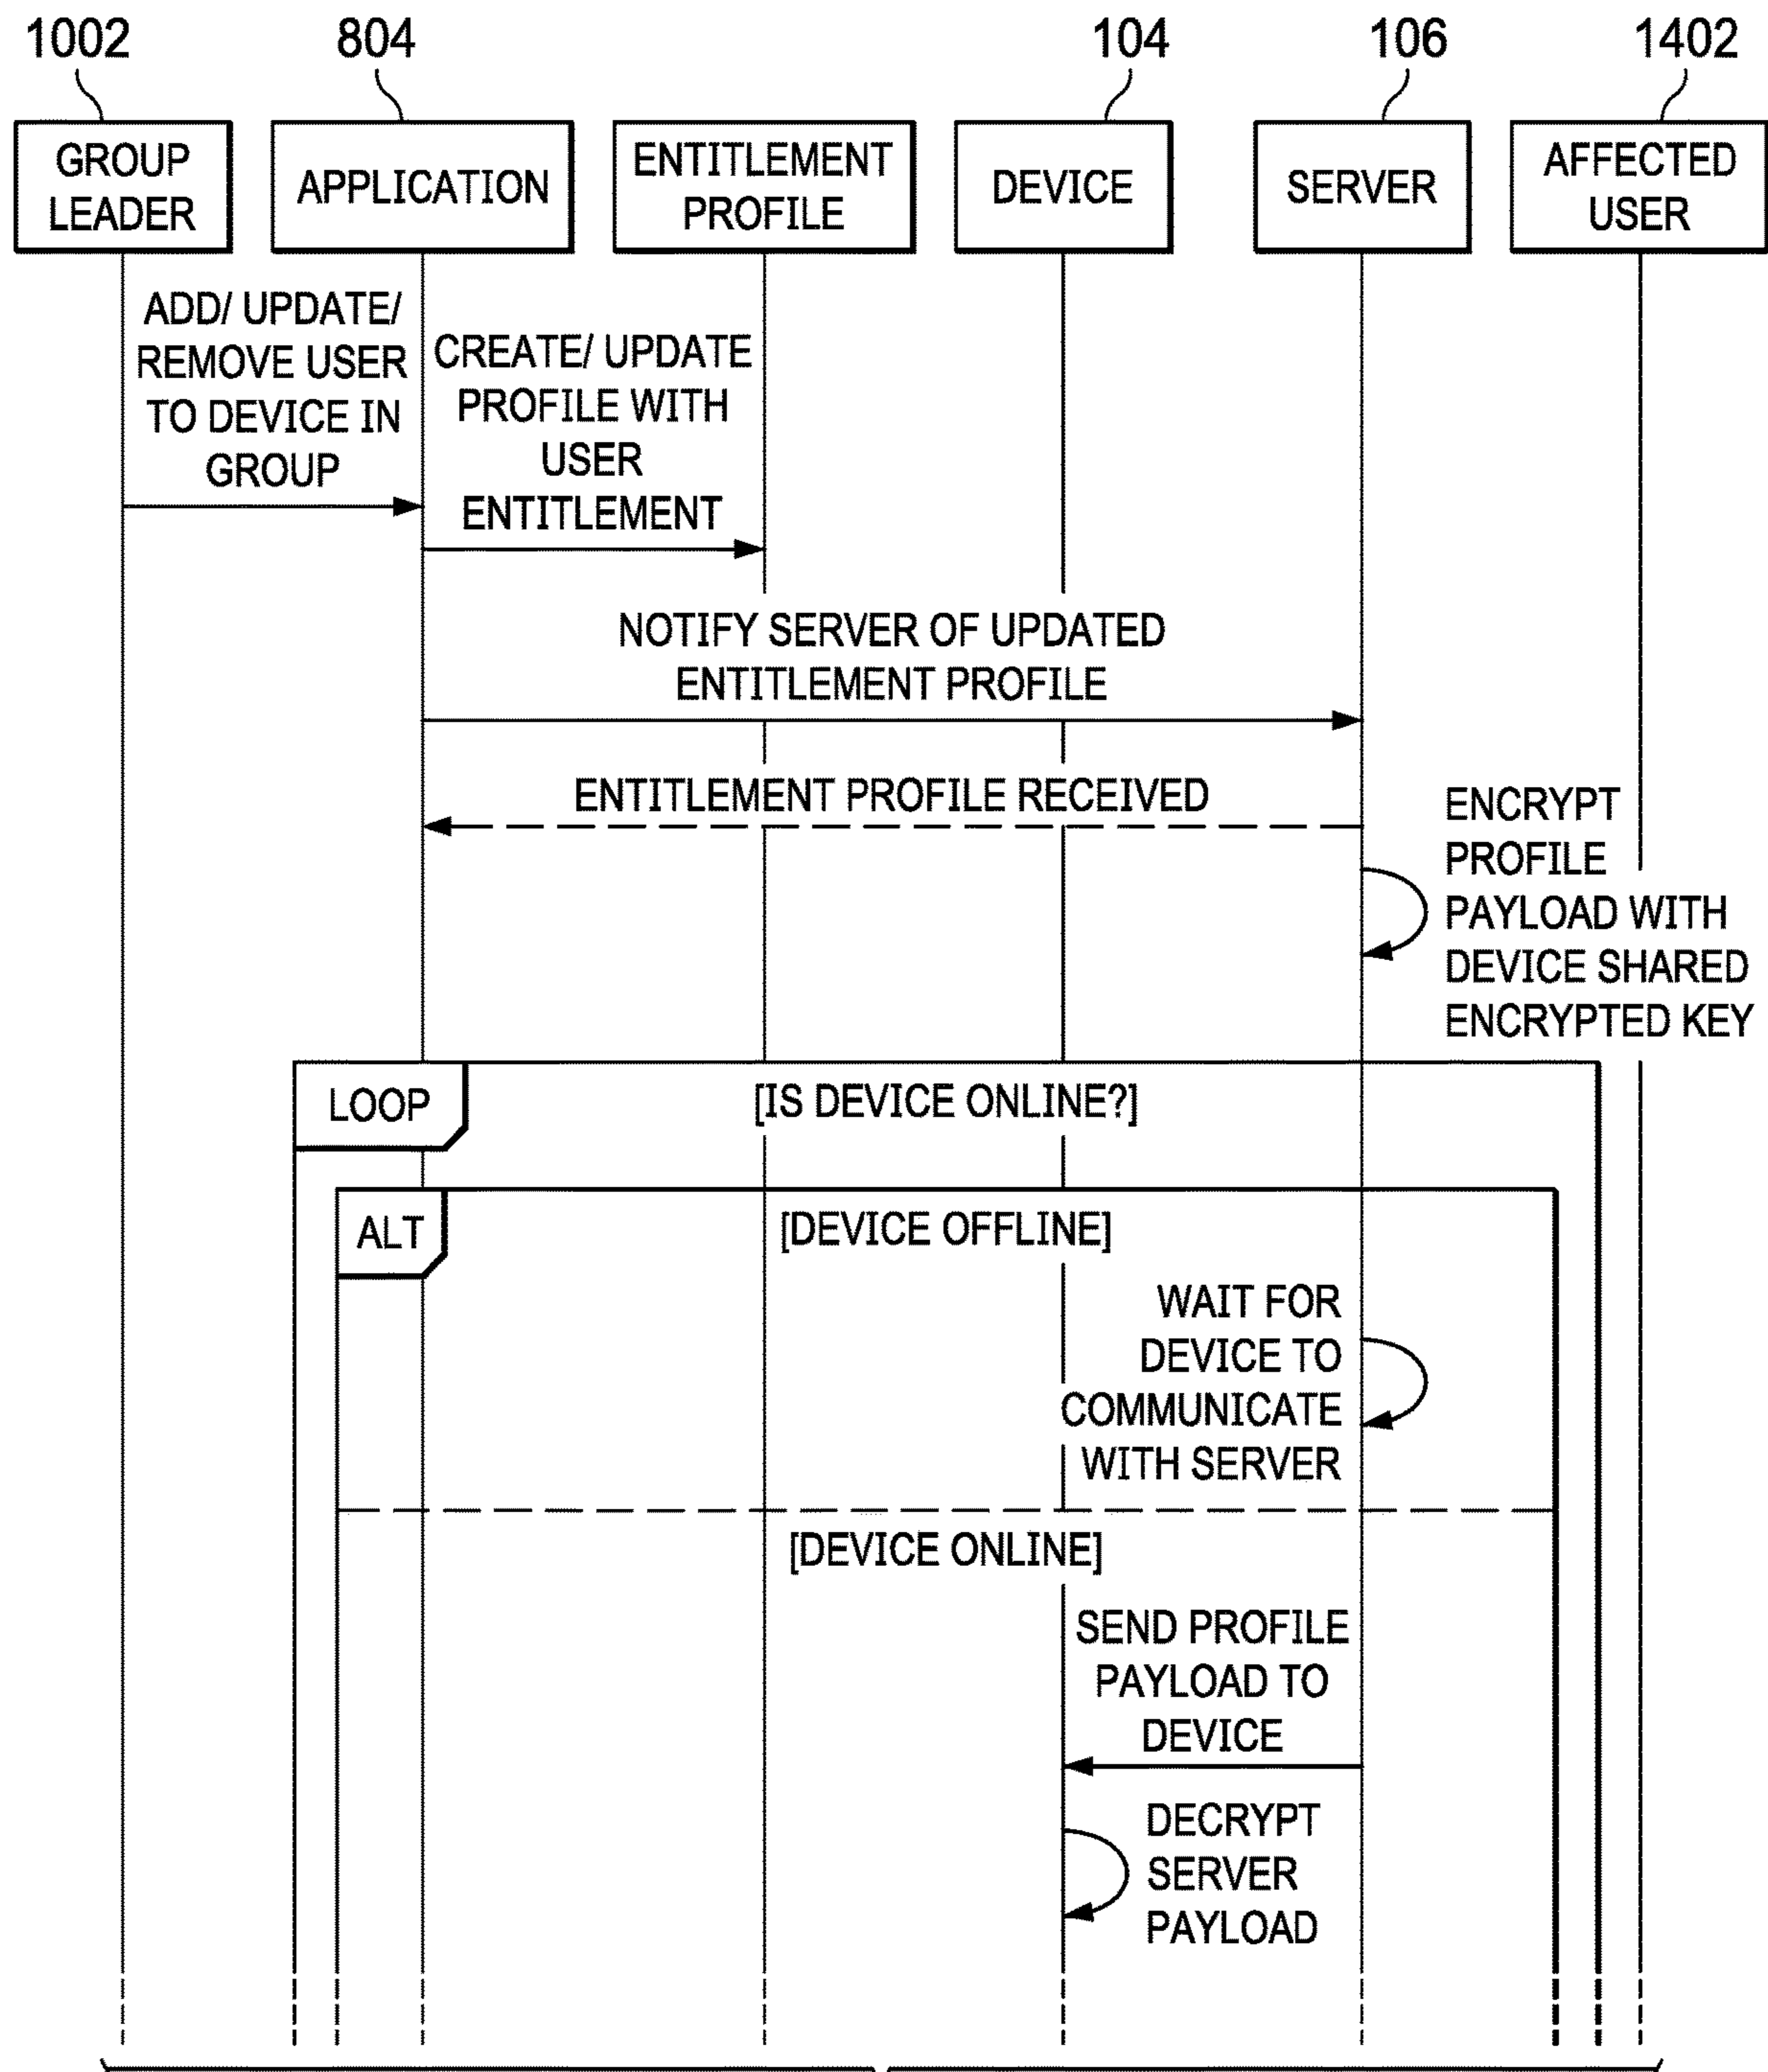 1002
804
104
106
1402
GROUP
LEADER
APPLICATION
ENTITLEMENT
PROFILE
DEVICE
SERVER
AFFECTED
USER
ADD/ UPDATE/
REMOVE USER
TO DEVICE IN
GROUP
CREATE/ UPDATE
PROFILE WITH
USER
ENTITLEMENT
NOTIFY SERVER OF UPDATED
ENTITLEMENT PROFILE
ENTITLEMENT PROFILE RECEIVED
ENCRYPT
PROFILE
PAYLOAD WITH
DEVICE SHARED
ENCRYPTED KEY
LOOP
[IS DEVICE ONLINE?]
ALT
[DEVICE OFFLINE]
WAIT FOR
DEVICE TO
COMMUNICATE
WITH SERVER
[DEVICE ONLINE]
SEND PROFILE
PAYLOAD TO
DEVICE
DECRYPT
SERVER
PAYLOAD